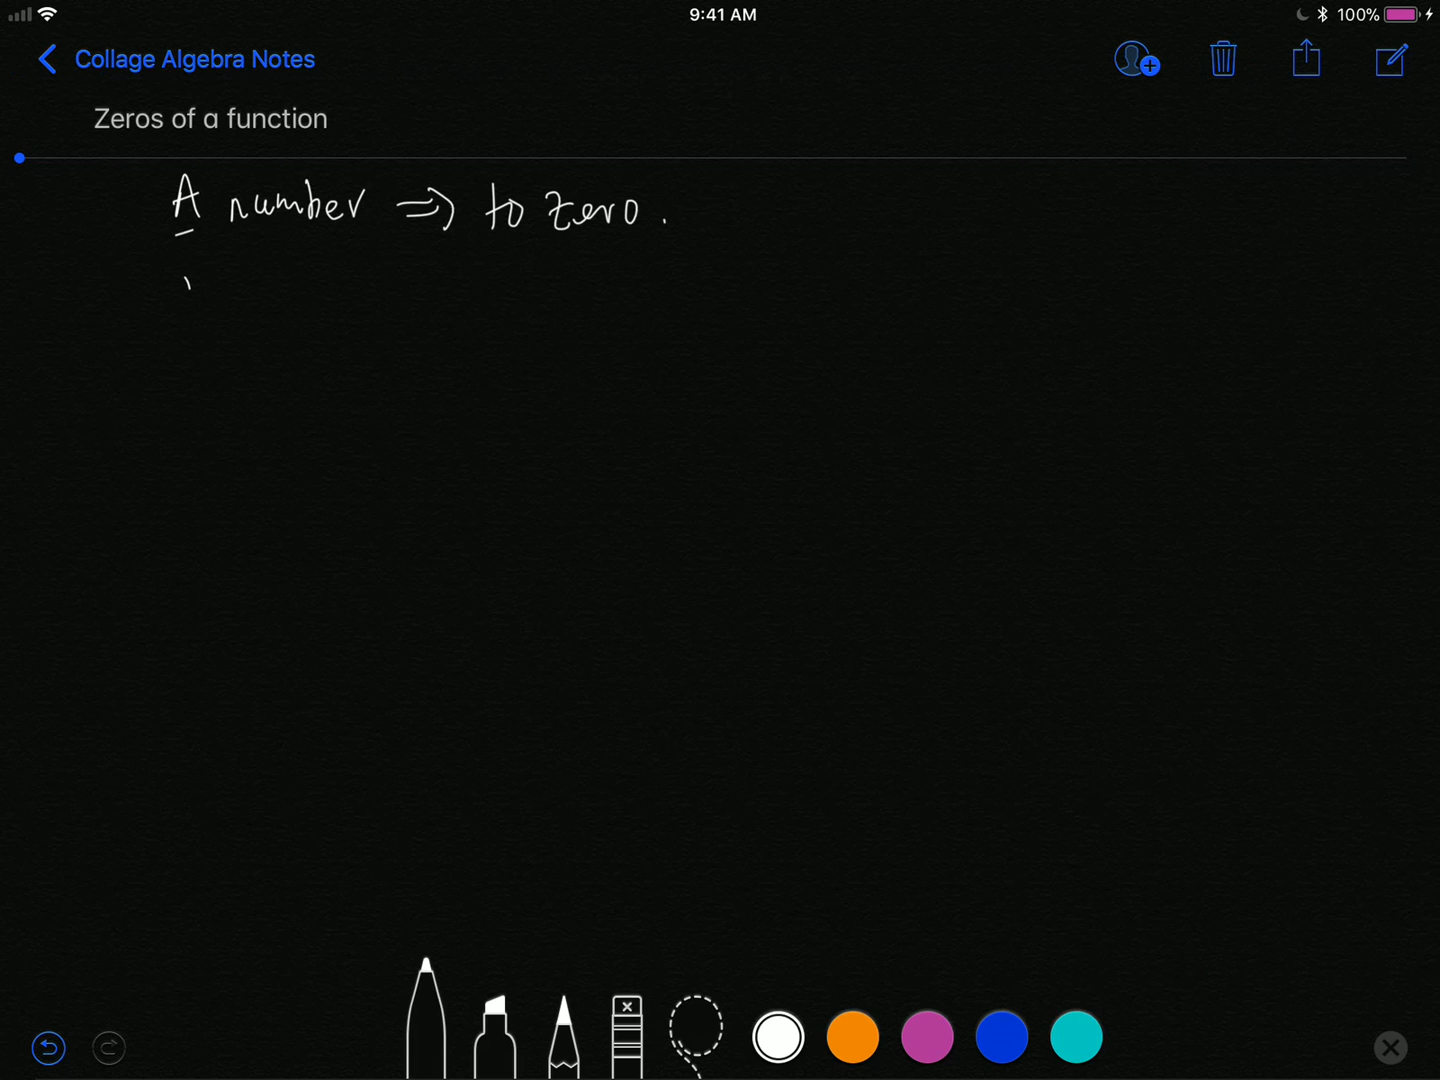 9:41 AM
100%
Collage Algebra Notes
Zeros of a function
A number ⇒ to zero.